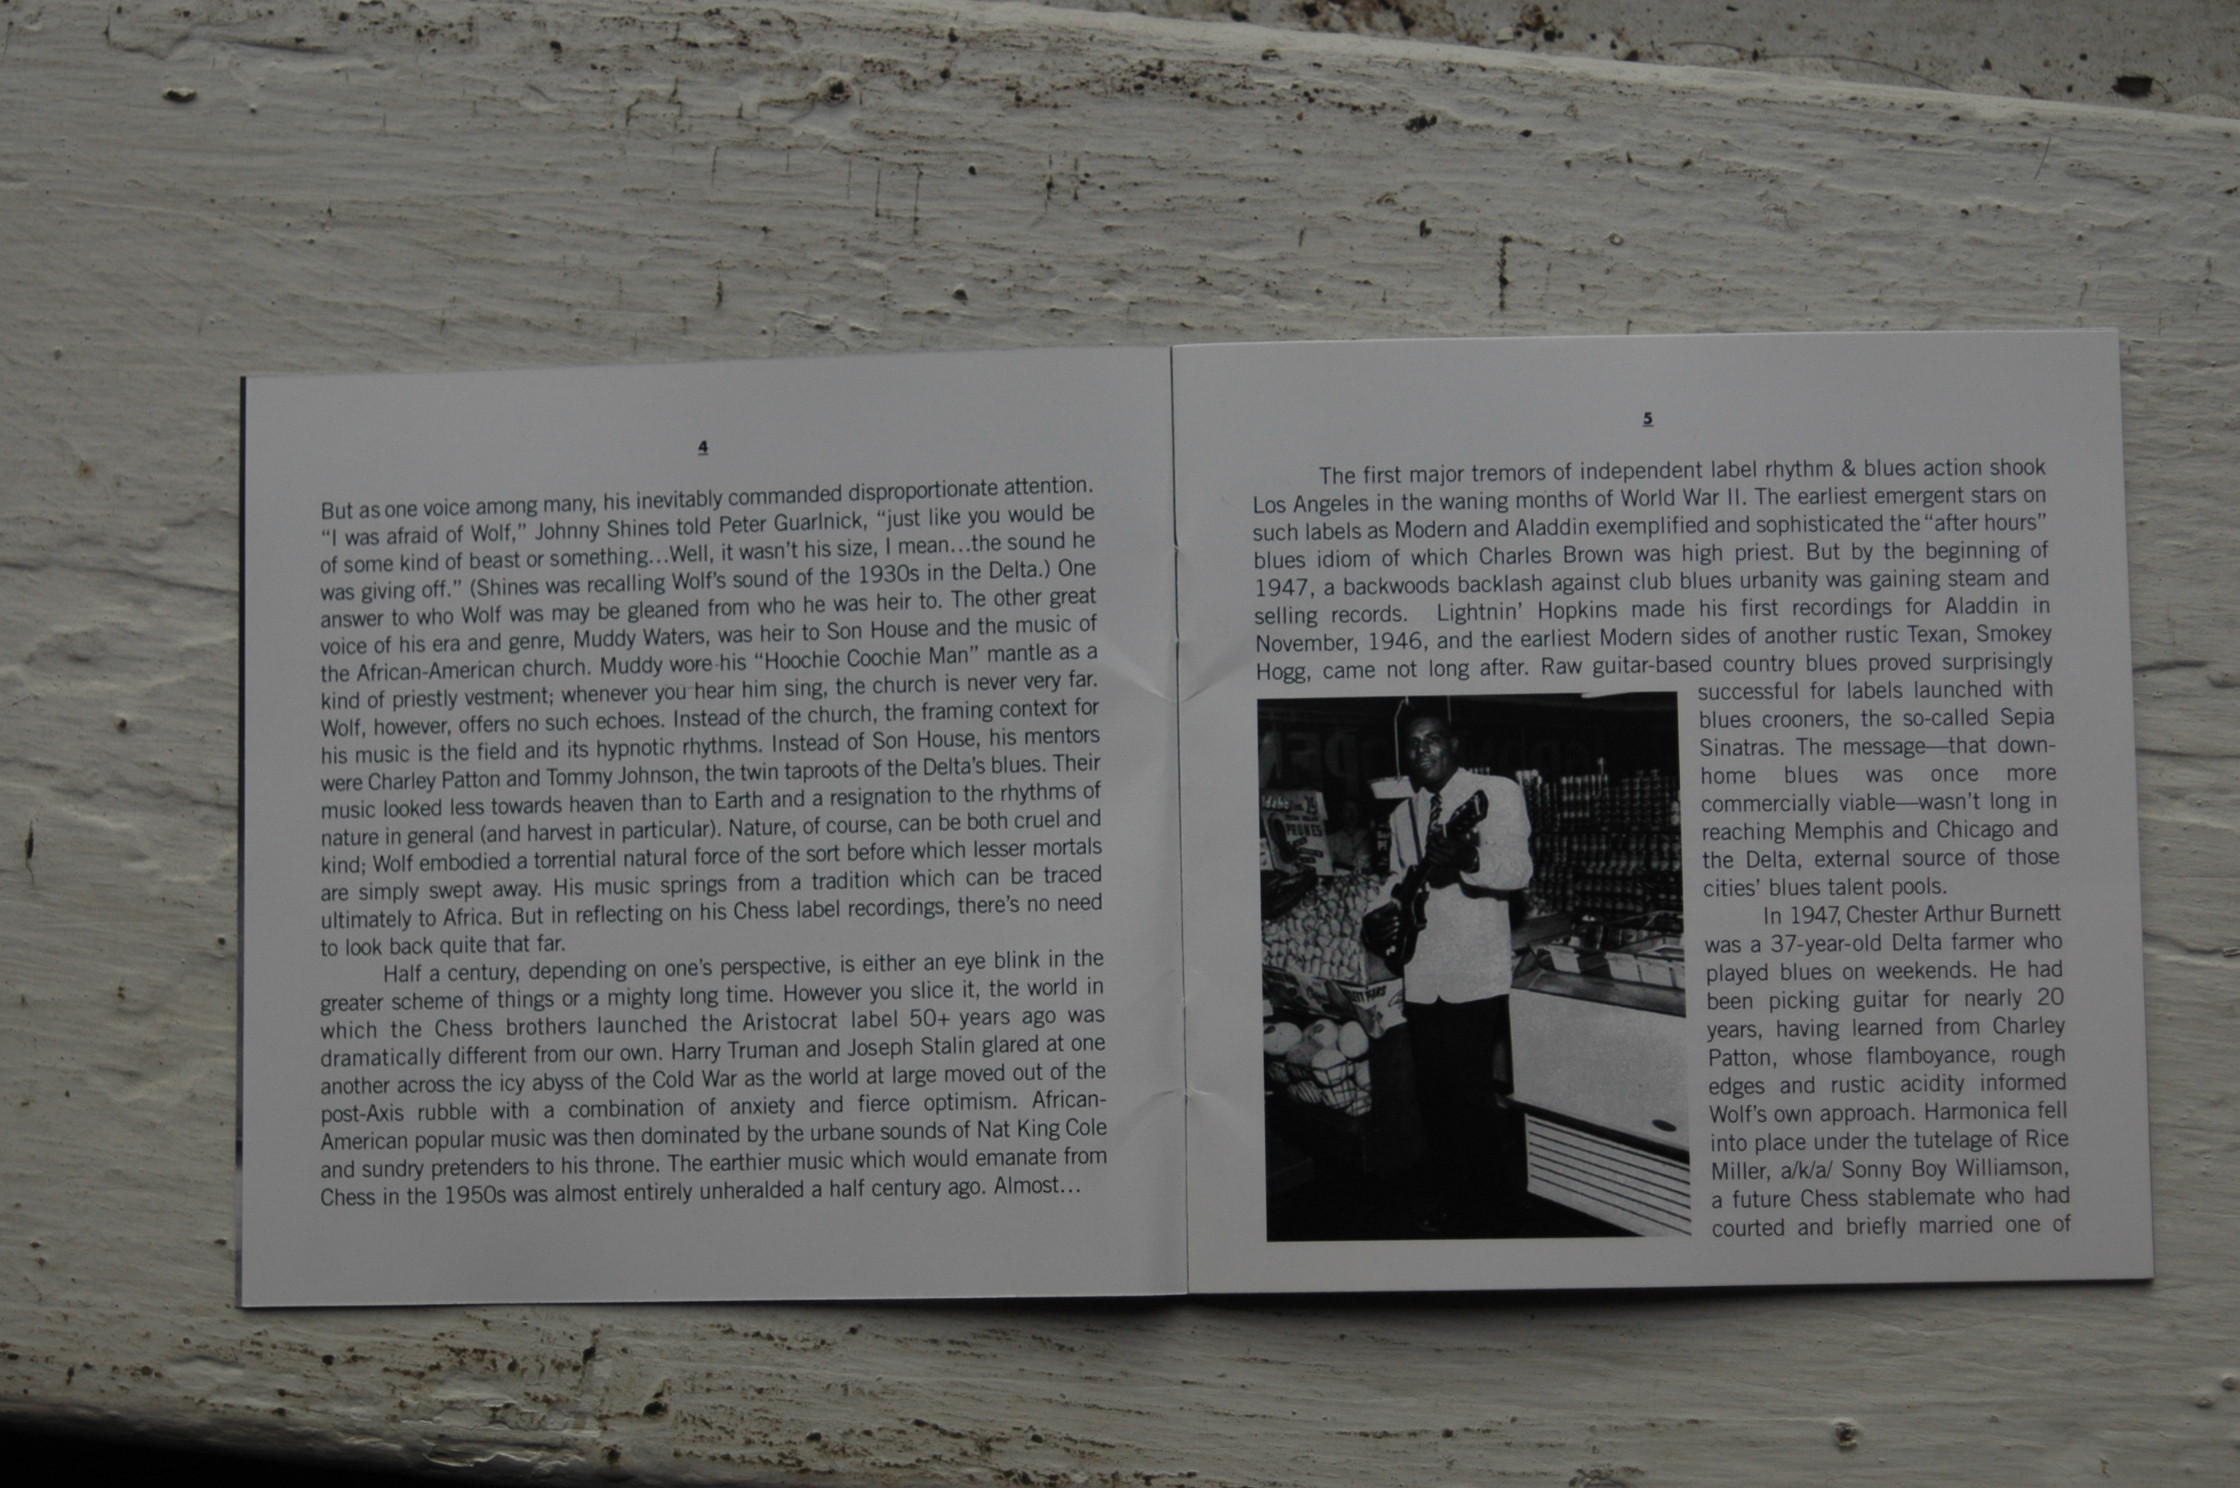 4
But as one voice among many, his inevitably commanded disproportionate attention.
“I was afraid of Wolf,” Johnny Shines told Peter Guarlnick, “just like you would be
of some kind of beast or something...Well, it wasn’t his size, I mean...the sound he
was giving off.” (Shines was recalling Wolf’s sound of the 1930s in the Delta.) One
answer to who Wolf was may be gleaned from who he was heir to. The other great
voice of his era and genre, Muddy Waters, was heir to Son House and the music of
the African-American church. Muddy wore his “Hoochie Coochie Man” mantle as a
kind of priestly vestment; whenever you hear him sing, the church is never very far.
Wolf, however, offers no such echoes. Instead of the church, the framing context for
his music is the field and its hypnotic rhythms. Instead of Son House, his mentors
were Charley Patton and Tommy Johnson, the twin taproots of the Delta’s blues. Their
music looked less towards heaven than to Earth and a resignation to the rhythms of
nature in general (and harvest in particular). Nature, of course, can be both cruel and
kind; Wolf embodied a torrential natural force of the sort before which lesser mortals
are simply swept away. His music springs from a tradition which can be traced
ultimately to Africa. But in reflecting on his Chess label recordings, there’s no need
to look back quite that far.
Half a century, depending on one’s perspective, is either an eye blink in the
greater scheme of things or a mighty long time. However you slice it, the world in
which the Chess brothers launched the Aristocrat label 50+ years ago was
dramatically different from our own. Harry Truman and Joseph Stalin glared at one
another across the icy abyss of the Cold War as the world at large moved out of the
post-Axis rubble with a combination of anxiety and fierce optimism. African-
American popular music was then dominated by the urbane sounds of Nat King Cole
and sundry pretenders to his throne. The earthier music which would emanate from
Chess in the 1950s was almost entirely unheralded a half century ago. Almost...
5
The first major tremors of independent label rhythm & blues action shook
Los Angeles in the waning months of World War II. The earliest emergent stars on
such labels as Modern and Aladdin exemplified and sophisticated the “after hours”
blues idiom of which Charles Brown was high priest. But by the beginning of
1947, a backwoods backlash against club blues urbanity was gaining steam and
selling records. Lightnin’ Hopkins made his first recordings for Aladdin in
November, 1946, and the earliest Modern sides of another rustic Texan, Smokey
Hogg, came not long after. Raw guitar-based country blues proved surprisingly
successful for labels launched with
blues crooners, the so-called Sepia
Sinatras. The message—that down-
home blues was once more
commercially viable—wasn’t long in
reaching Memphis and Chicago and
the Delta, external source of those
cities’ blues talent pools.
In 1947, Chester Arthur Burnett
was a 37-year-old Delta farmer who
played blues on weekends. He had
been picking guitar for nearly 20
years, having learned from Charley
Patton, whose flamboyance, rough
edges and rustic acidity informed
Wolf’s own approach. Harmonica fell
into place under the tutelage of Rice
Miller, a/k/a/ Sonny Boy Williamson,
a future Chess stablemate who had
courted and briefly married one of
PRUNES